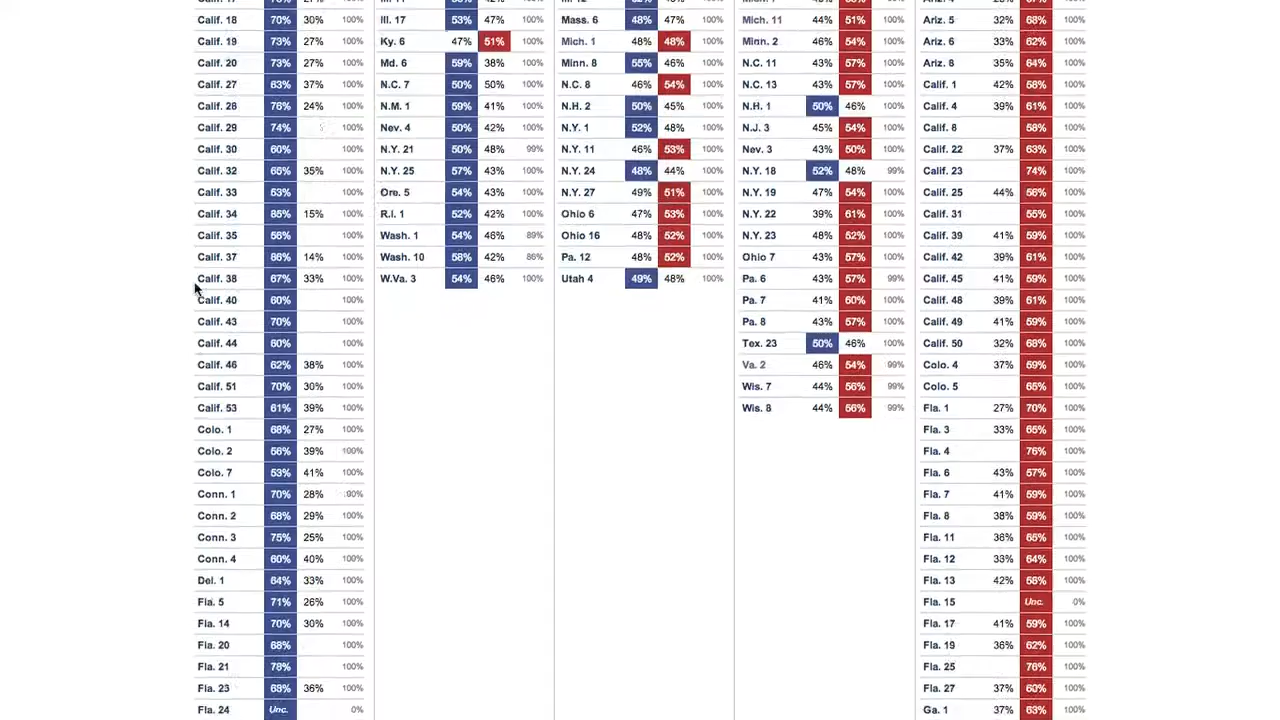 Calif. 18 70% 30% 100%
Calif. 19 73% 27% 100%
Calif. 20 73% 27% 100%
Calif. 27 63% 37% 100%
Calif. 28 76% 24% 100%
Calif. 29 74% 100%
Calif. 30 60% 100%
Calif. 32 65% 35% 100%
Calif. 33 53% 100%
Calif. 34 85% 15% 100%
Calif. 35 56% 100%
Calif. 37 86% 14% 100%
Calif. 38 67% 33% 100%
Calif. 40 60% 100%
Calif. 43 70% 100%
Calif. 44 60% 100%
Calif. 46 62% 38% 100%
Calif. 51 70% 30% 100%
Calif. 53 61% 39% 100%
Colo. 1 68% 27% 100%
Colo. 2 56% 39% 100%
Colo. 7 53% 41% 100%
Conn. 1 70% 28%
Conn. 2 68% 29% 100%
Conn. 3 75% 25% 100%
Conn. 4 60% 40% 100%
Del. 1 64% 33% 100%
Fla. 5 71% 26% 100%
Fla. 14 70% 30% 100%
Fla. 20 68% 100%
Fla. 21 78% 100%
Fla. 23 36% 100%
Fla. 24 Unc. 0%
Ill. 17 53% 47% 100%
Ky. 6 47% 51% 100%
Md. 6 59% 38% 100%
N.C. 7 50% 50% 100%
N.M. 1 59% 41% 100%
Nev. 4 50% 42% 100%
N.Y. 21 50% 48% 99%
N.Y. 25 57% 43% 100%
Ore. 5 54% 43% 100%
R.I. 1 52% 42% 100%
Wash. 1 54% 46% 89%
Wash. 10 58% 42% 86%
W.Va. 3 54% 46% 100%
Mass. 6 48% 47% 100%
Mich. 1 48% 48% 100%
Minn. 8 55% 46% 100%
N.C. 8 46% 54% 100%
N.H. 2 50% 45% 100%
N.Y. 1 52% 48% 100%
N.Y. 11 46% 53% 100%
N.Y. 24 48% 44% 100%
N.Y. 27 49% 51% 100%
Ohio 6 47% 53% 100%
Ohio 16 48% 52% 100%
Pa. 12 48% 52% 100%
Utah 4 49% 48% 100%
Mich. 11 44% 51% 100%
Minn. 2 46% 54% 100%
N.C. 11 43% 57% 100%
N.C. 13 43% 57% 100%
N.H. 1 50% 46% 100%
N.J. 3 45% 54% 100%
Nev. 3 43% 50% 100%
N.Y. 18 52% 48% 99%
N.Y. 19 47% 54% 100%
N.Y. 22 39% 61% 100%
N.Y. 23 48% 52% 100%
Ohio 7 43% 57% 100%
Pa. 6 43% 57% 99%
Pa. 7 41% 60% 100%
Pa. 8 43% 57% 100%
Tex. 23 50% 46% 100%
Va. 2 46% 54% 99%
Wis. 7 44% 56% 99%
Wis. 8 44% 56% 99%
Ariz. 5 32% 68% 100%
Ariz. 6 33% 62% 100%
Ariz. 8 35% 64% 100%
Calif. 1 42% 58% 100%
Calif. 4 39% 61% 100%
Calif. 8 58% 100%
Calif. 22 37% 63% 100%
Calif. 23 74% 100%
Calif. 25 44% 56% 100%
Calif. 31 55% 100%
Calif. 39 41% 59% 100%
Calif. 42 39% 61% 100%
Calif. 45 41% 59% 100%
Calif. 48 39% 61% 100%
Calif. 49 41% 59% 100%
Calif. 50 32% 68% 100%
Colo. 4 37% 59% 100%
Colo. 5 65% 100%
Fla. 1 27% 70% 100%
Fla. 3 33% 65% 100%
Fla. 4 76% 100%
Fla. 6 43% 57% 100%
Fla. 7 41% 59% 100%
Fla. 8 38% 59% 100%
Fla. 11 36% 65% 100%
Fla. 12 33% 64% 100%
Fla. 13 42% 58% 100%
Fla. 15 Unc. 0%
Fla. 17 41% 59% 100%
Fla. 19 36% 62% 100%
Fla. 25 76% 100%
Fla. 27 37% 60% 100%
Ga. 1 37% 63% 100%